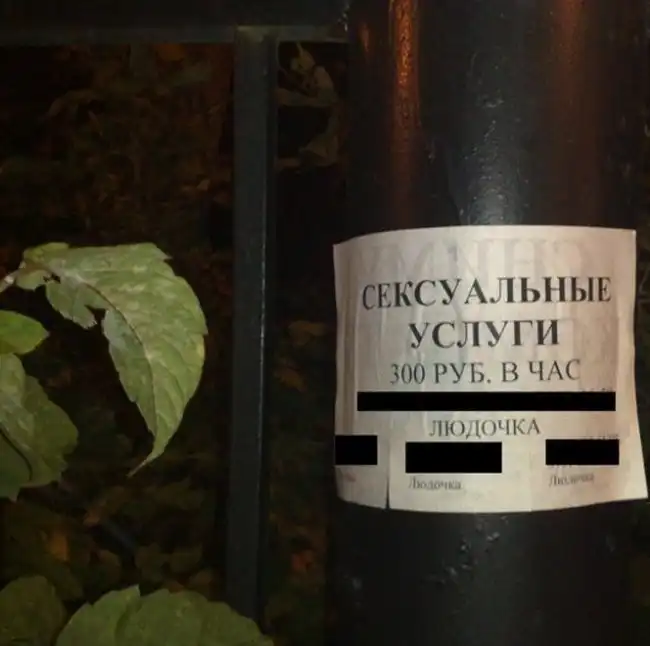 СЕКСУАЛЬНЫЕ
УСЛУГИ
300 РУБ. В ЧАС
ЛЮДОЧКА
Людочка
Людочка